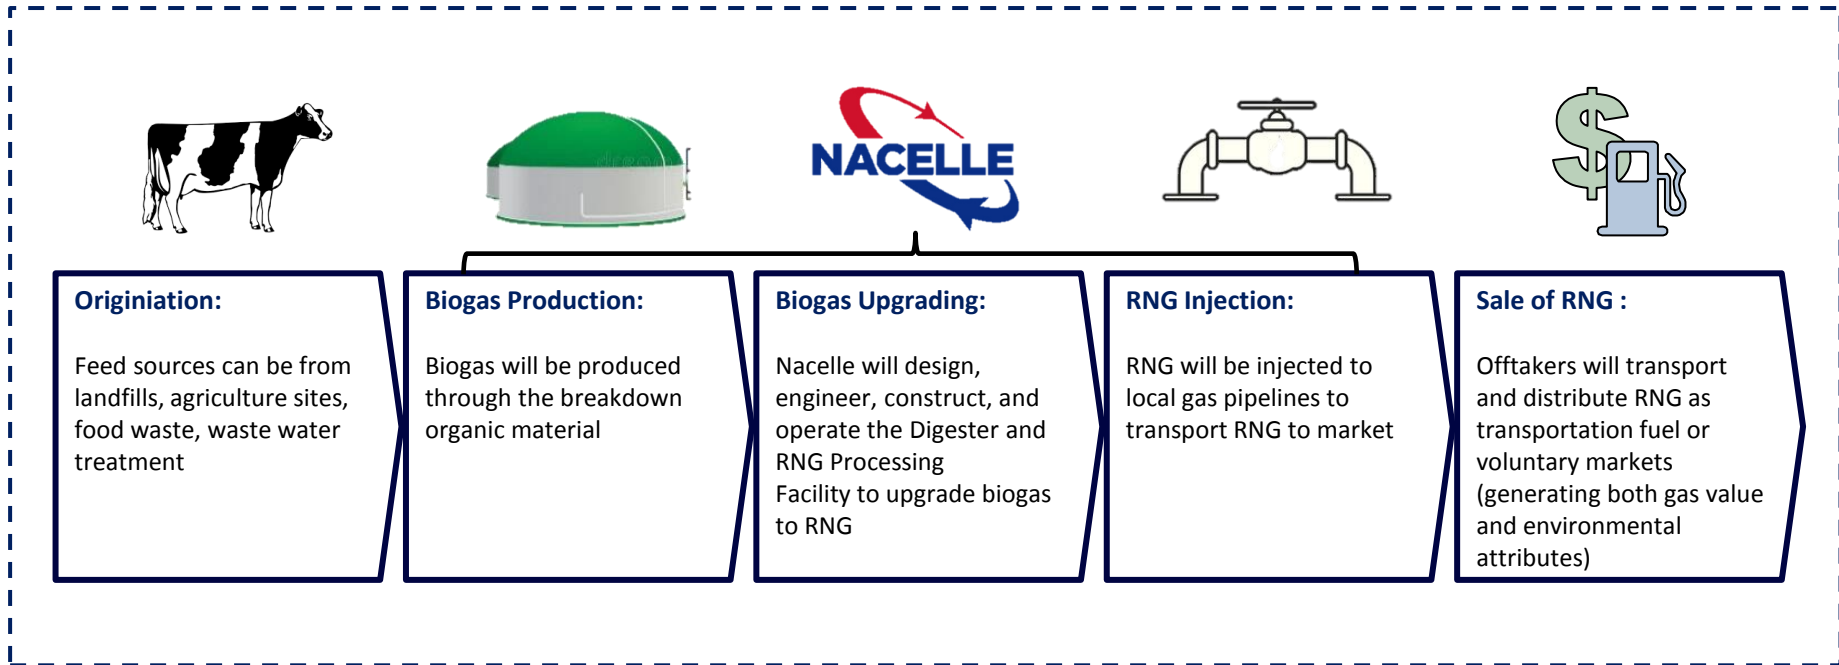 NACELLE
Originiation:
Feed sources can be from
landfills, agriculture sites,
food waste, waste water
treatment
Biogas Production:
Biogas will be produced
through the breakdown
organic material
Biogas Upgrading:
Nacelle will design,
engineer, construct, and
operate the Digester and
RNG Processing
Facility to upgrade biogas
to RNG
RNG Injection:
RNG will be injected to
local gas pipelines to
transport RNG to market
Sale of RNG :
Offtakers will transport
and distribute RNG as
transportation fuel or
voluntary markets
(generating both gas value
and environmental
attributes)